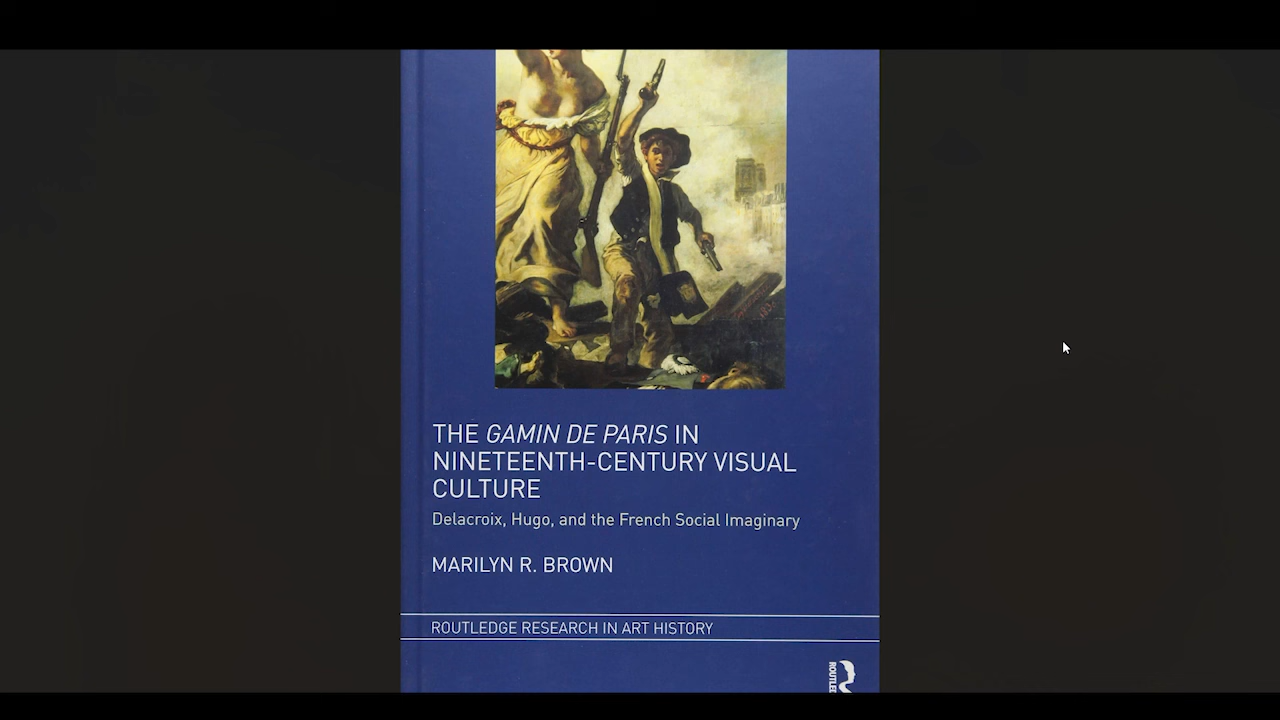 THE GAMIN DE PARIS IN
NINETEENTH-CENTURY VISUAL
CULTURE
Delacroix, Hugo, and the French Social Imaginary
MARILYN R. BROWN
ROUTLEDGE RESEARCH IN ART HISTORY